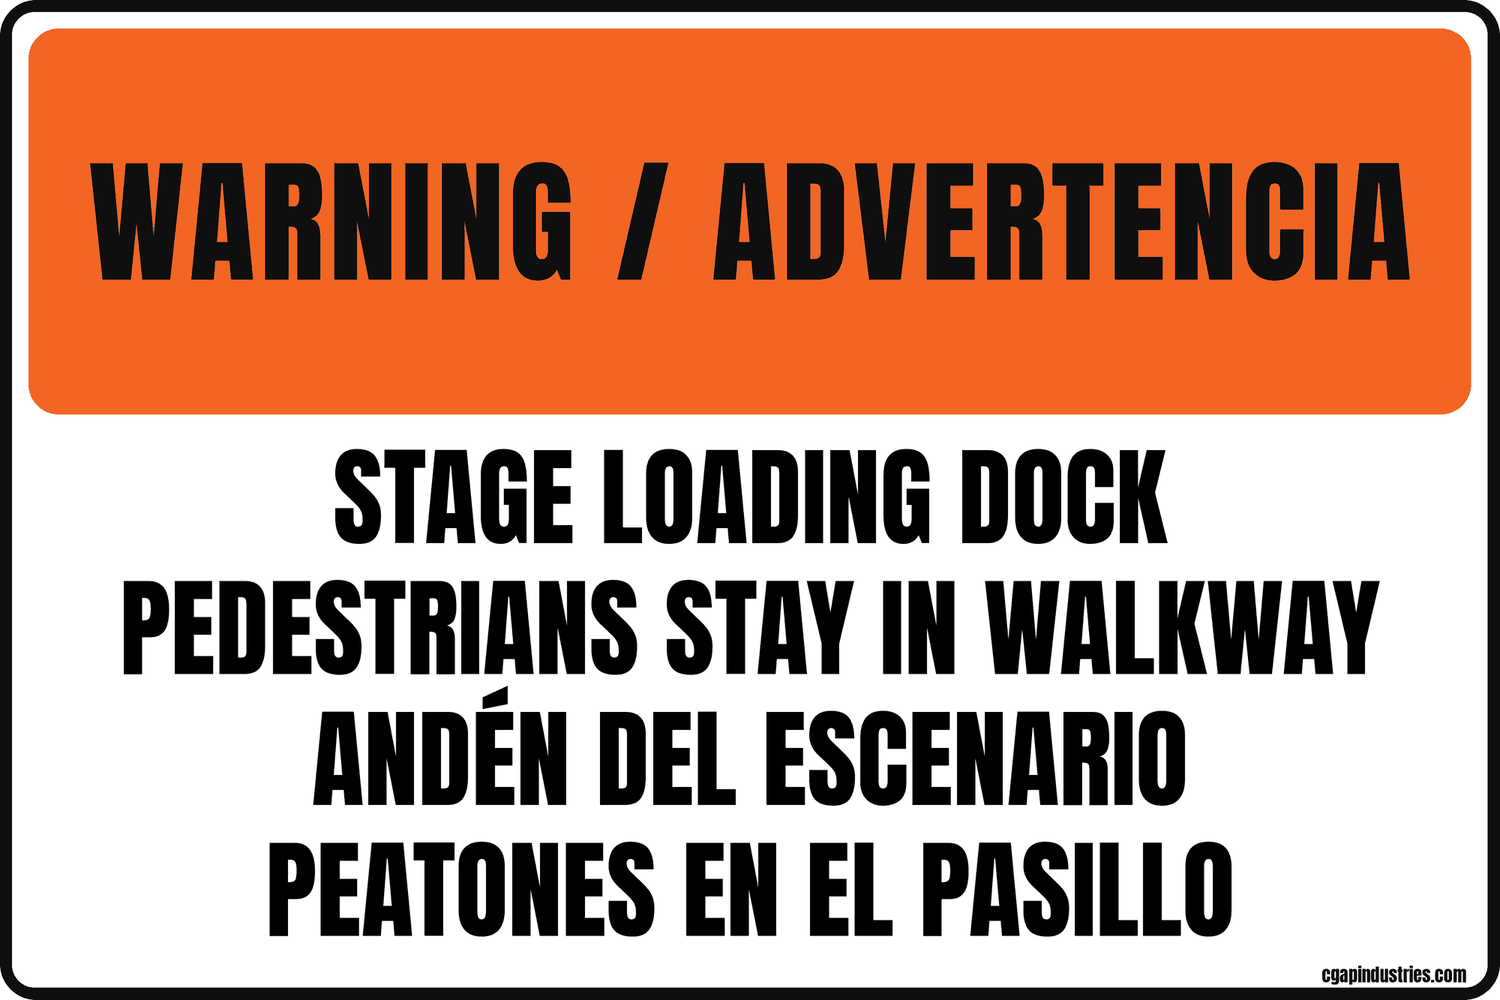 WARNING / ADVERTENCIA
STAGE LOADING DOCK
PEDESTRIANS STAY IN WALKWAY
ANDÉN DEL ESCENARIO
PEATONES EN EL PASILLO
cgapindustries.com